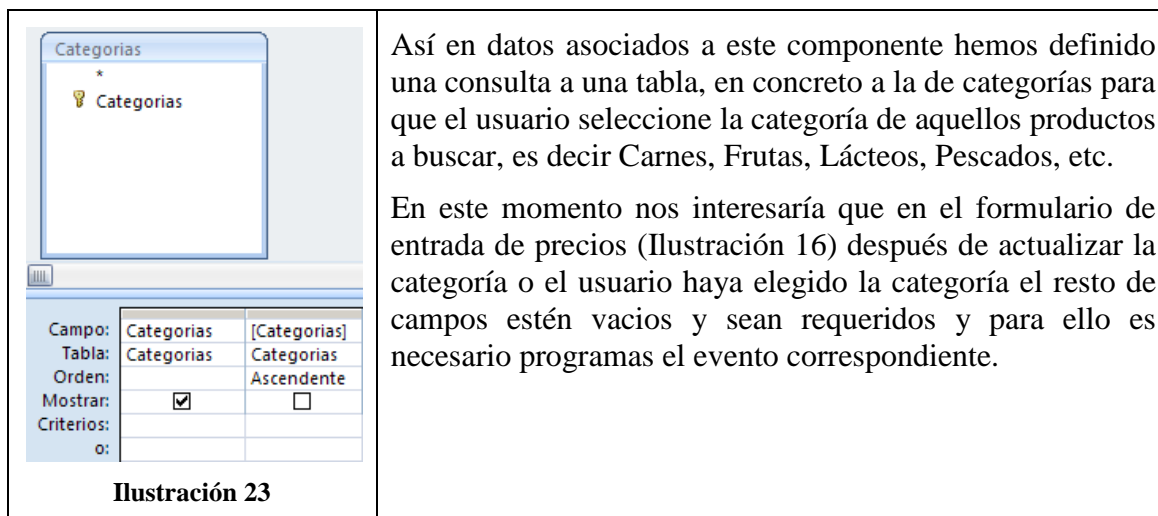 Categorias
*
Categorias
Campo: Categorias [Categorias]
Tabla: Categorias Categorias
Orden: Ascendente
Mostrar:
Criterios:
o:
Ilustración 23
Así en datos asociados a este componente hemos definido
una consulta a una tabla, en concreto a la de categorías para
que el usuario seleccione la categoría de aquellos productos
a buscar, es decir Carnes, Frutas, Lácteos, Pescados, etc.
En este momento nos interesaría que en el formulario de
entrada de precios (Ilustración 16) después de actualizar la
categoría o el usuario haya elegido la categoría el resto de
campos estén vacios y sean requeridos y para ello es
necesario programas el evento correspondiente.